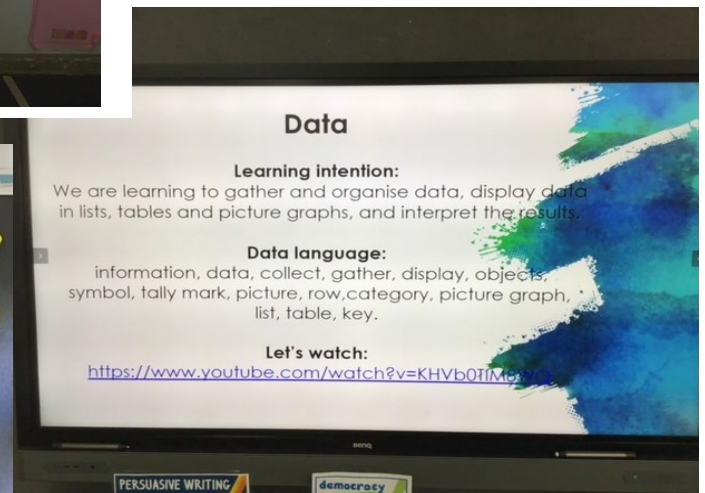 Data
Learning intention:
We are learning to gather and organise data, display data
in lists, tables and picture graphs, and interpret the results.
Data language:
information, data, collect, gather, display, objects,
symbol, tally mark, picture, row,category, picture graph,
list, table, key.
Let's watch:
BenQ
PERSUASIVE WRITING
democracy